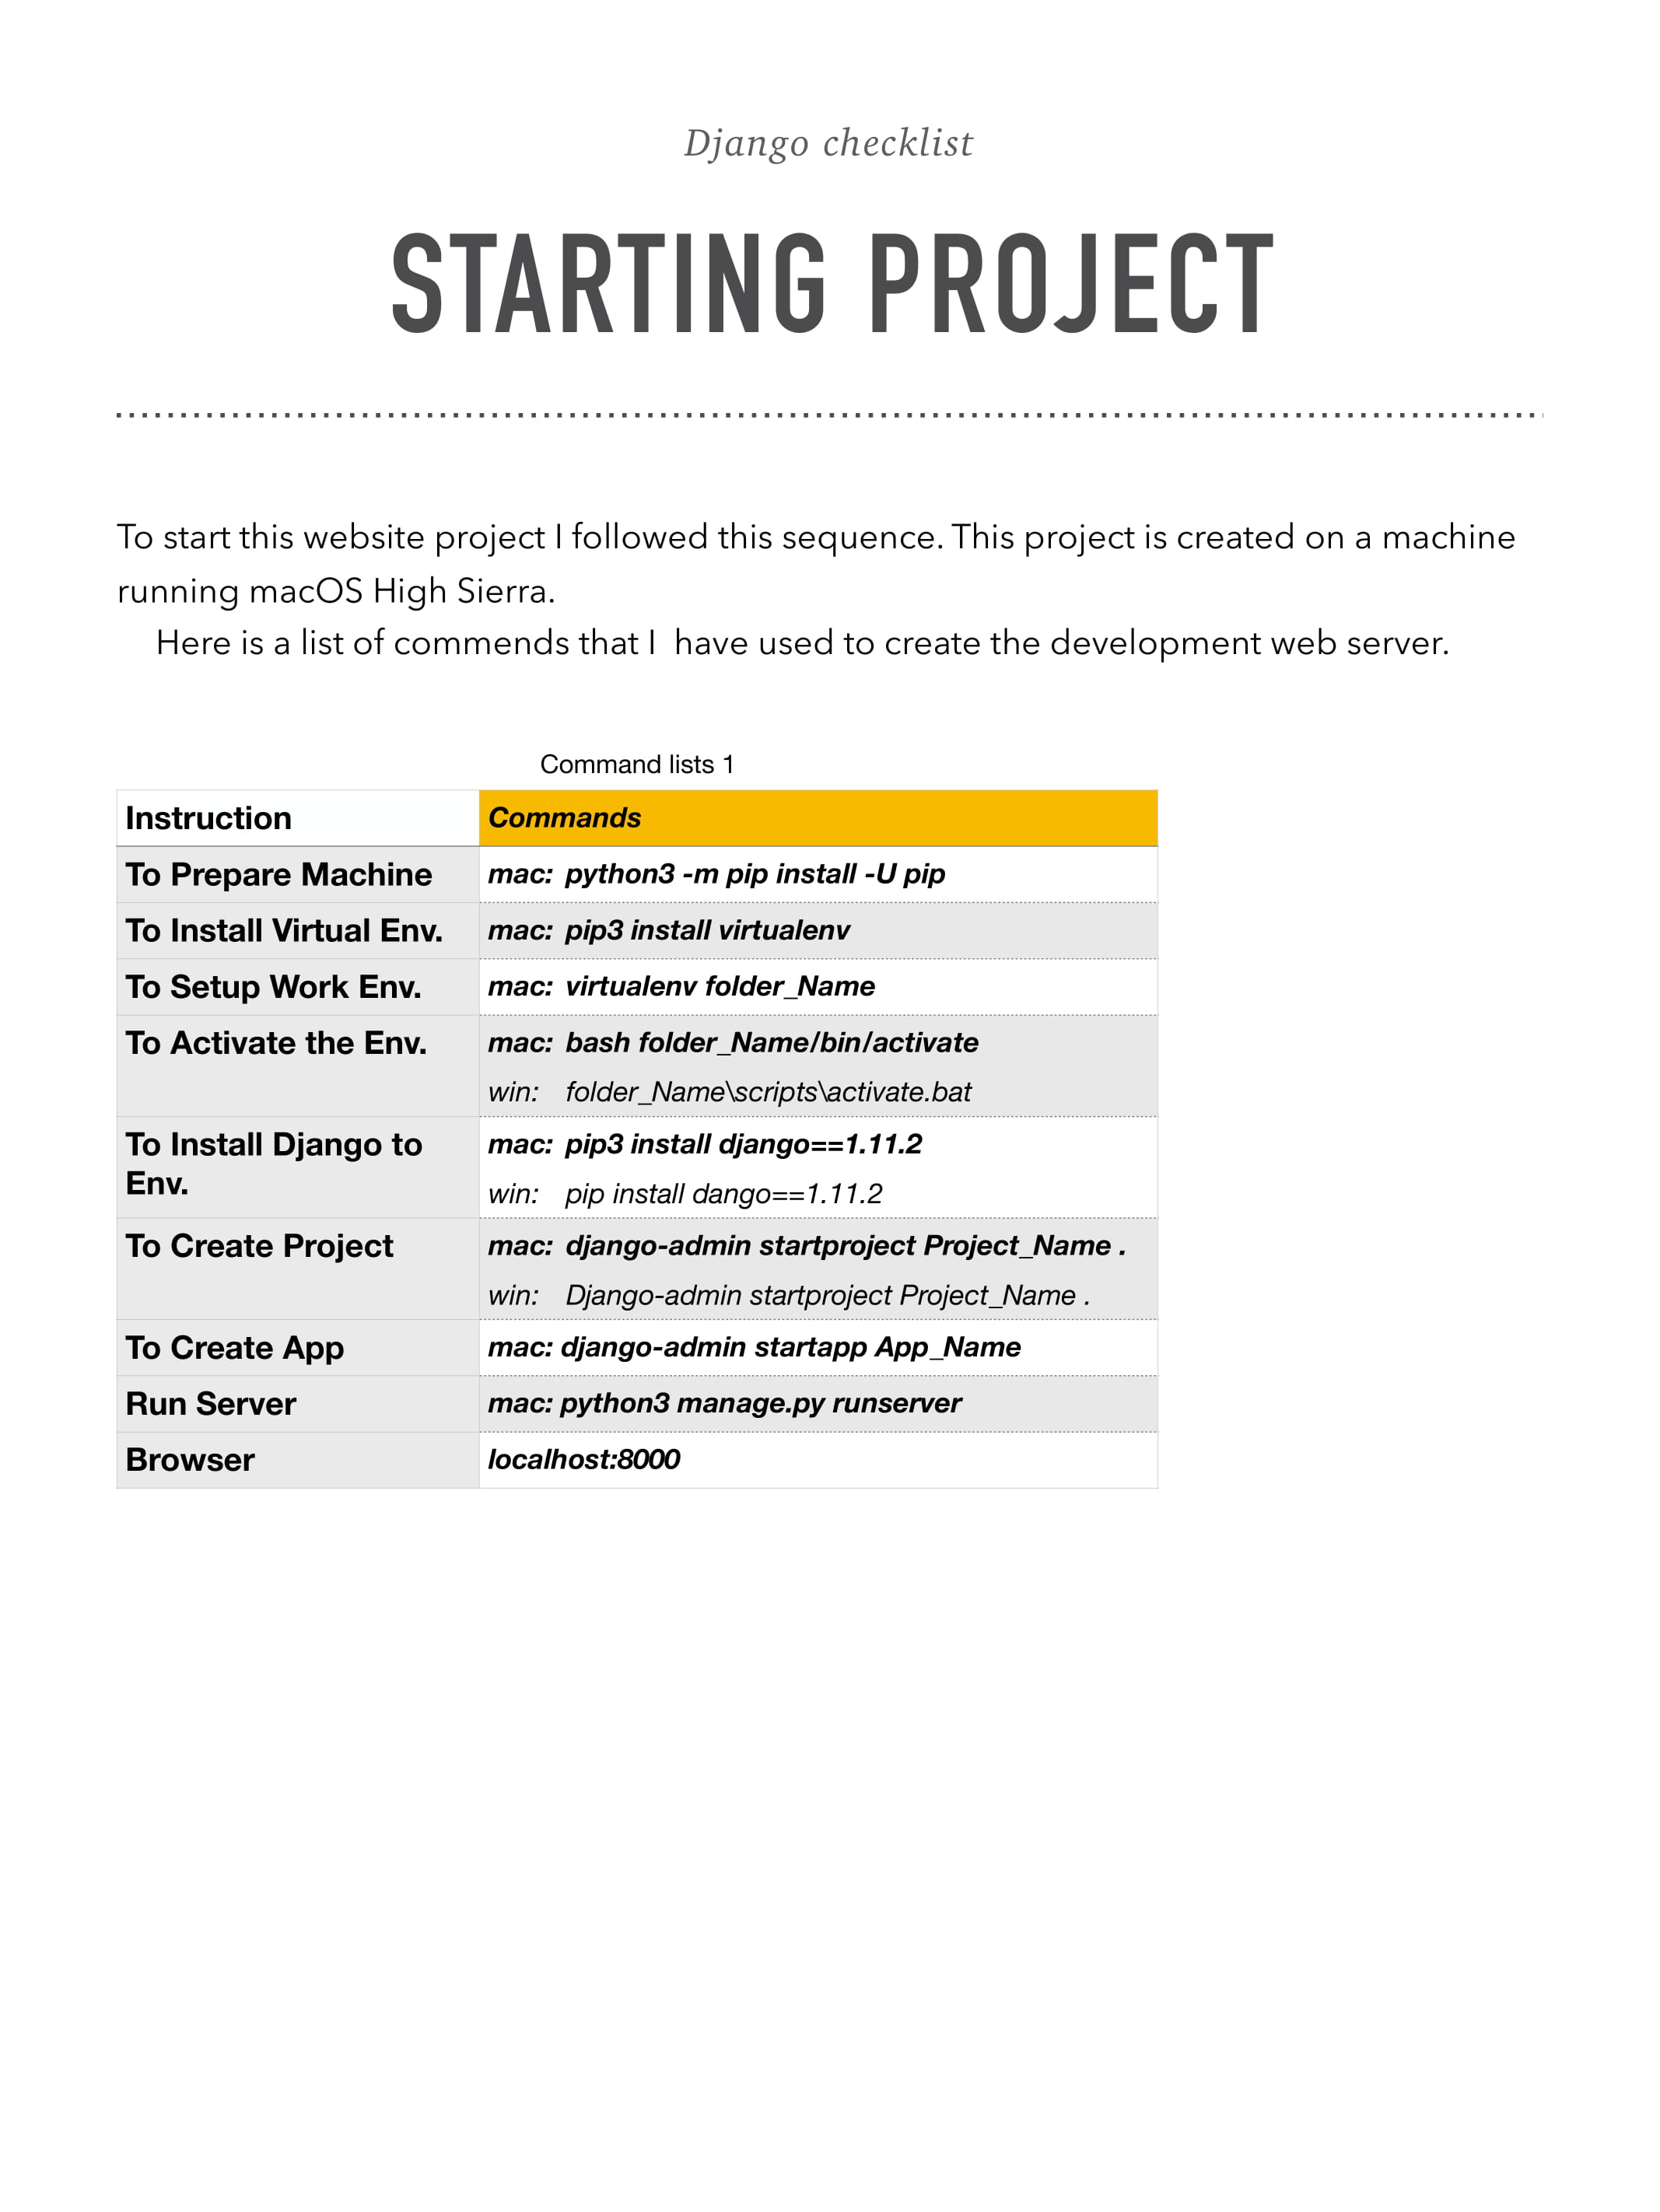 Django checklist
STARTING PROJECT
To start this website project I followed this sequence. This project is created on a machine
running macOS High Sierra.
Here is a list of commends that I  have used to create the development web server.
Command lists 1
Instruction Commands
To Prepare Machine mac: python3 -m pip install -U pip
To Install Virtual Env. mac: pip3 install virtualenv
To Setup Work Env. mac: virtualenv folder_Name
To Activate the Env. mac: bash folder_Name/bin/activate
win: folder_Name\scripts\activate.bat
To Install Django to
Env.
mac: pip3 install django==1.11.2
win: pip install dango==1.11.2
To Create Project mac: django-admin startproject Project_Name .
win: Django-admin startproject Project_Name .
To Create App mac: django-admin startapp App_Name
Run Server mac: python3 manage.py runserver
Browser localhost:8000